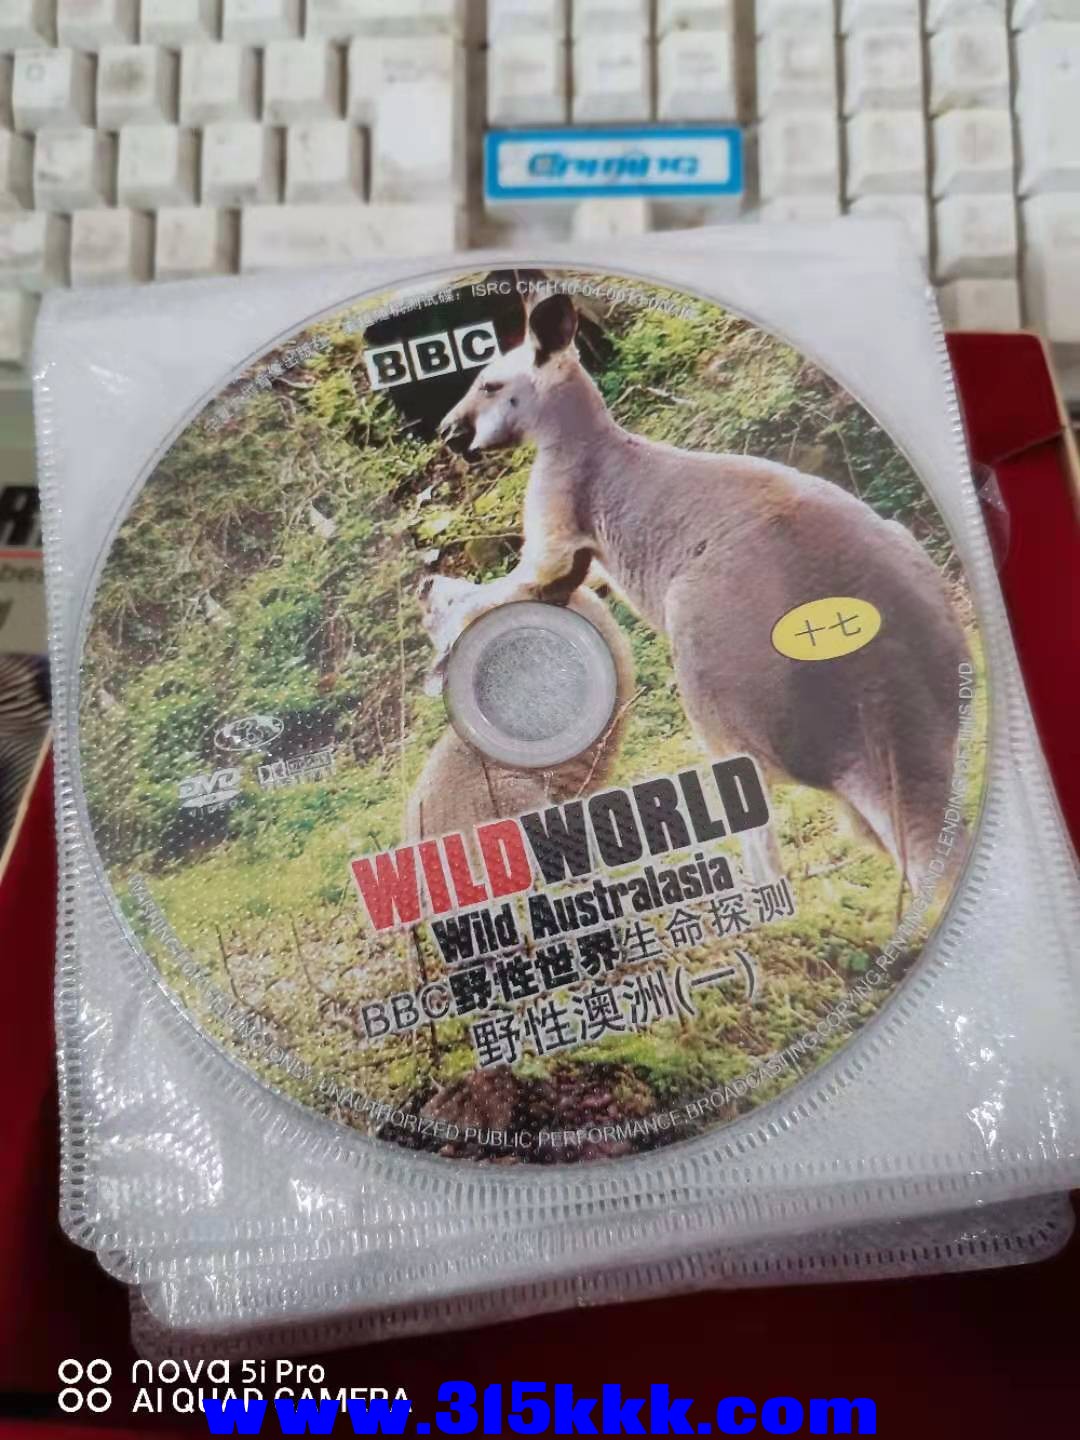 BBC
十七
DVD
VIDEO
WILDWORLD
Wild Australasia
BBC野性世界生命探测
野性澳洲(一)
UNAUTHORIZED PUBLIC PERFORMANCE.BROADCASTING.COPYING.RENTING AND LENDING OF THIS DVD
nova 5i Pro
AI QUAD CAMERA
www.315kkk.com